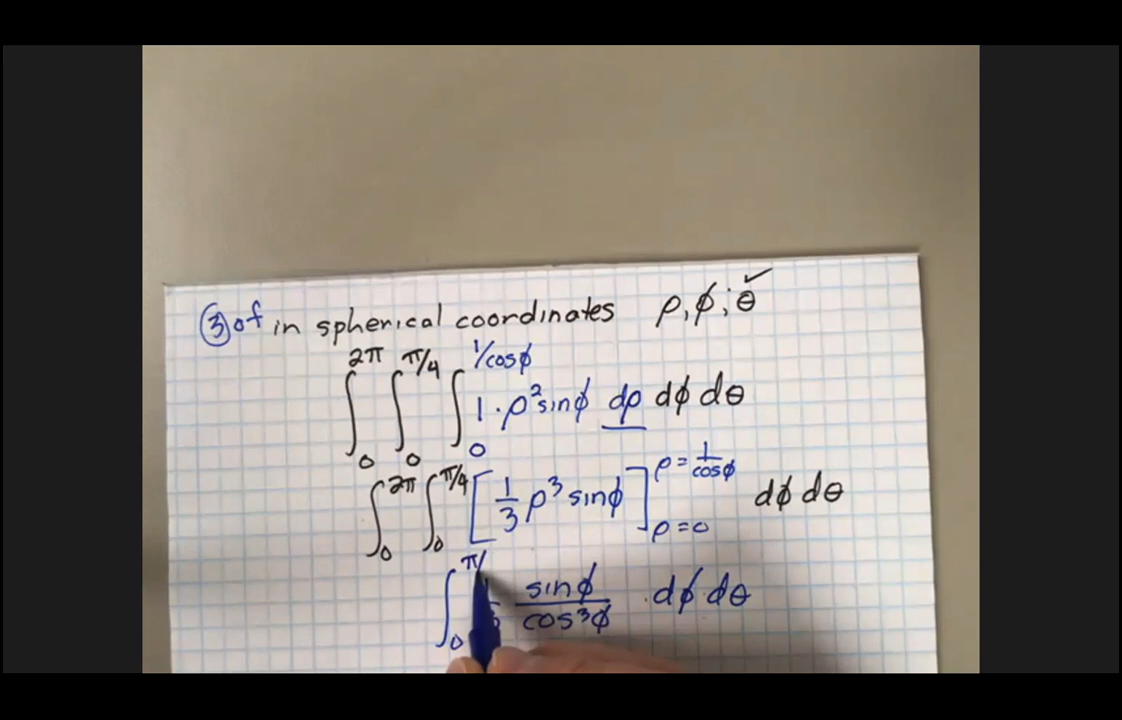 ③ of in spherical coordinates ρ, ϕ, θ ✓
∫₀^{2π} ∫₀^{π/4} ∫₀^{1/cosϕ} 1 · ρ² sinϕ dρ dϕ dθ
∫₀^{2π} ∫₀^{π/4} [ 1/3 ρ³ sinϕ ]_{ρ=0}^{ρ=1/cosϕ} dϕ dθ
∫₀^{π/} sinϕ/cos³ϕ · dϕ dθ